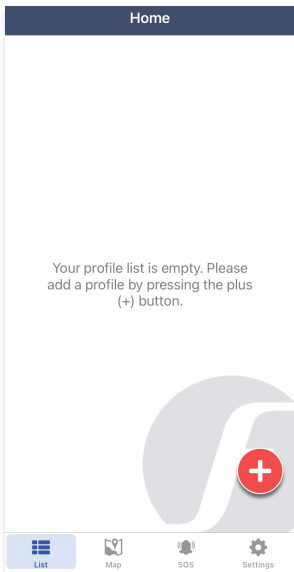 Home
Your profile list is empty. Please
add a profile by pressing the plus
(+) button.
List
Map
SOS
Settings